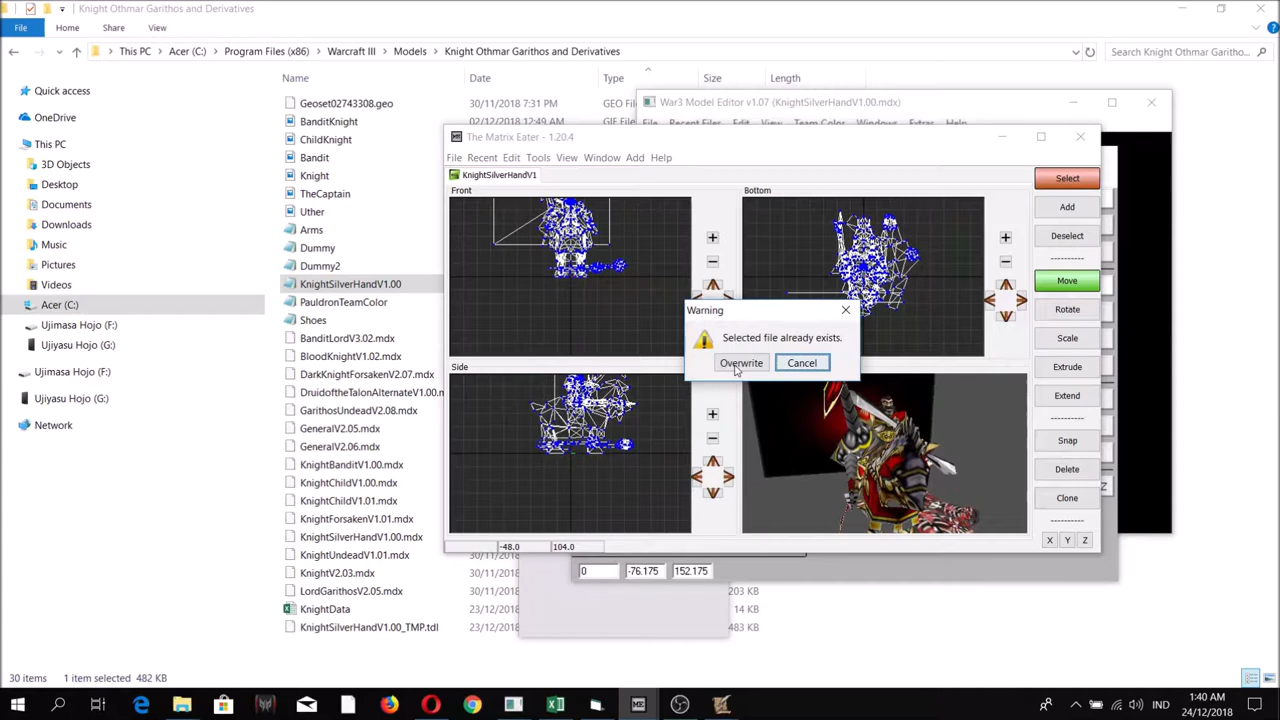 Knight Othmar Garithos and Derivatives
File Home Share View
This PC Acer (C:) Program Files (x86) Warcraft III Models Knight Othmar Garithos and Derivatives
Search Knight Othmar Garitho...
Name Date Type Size Length
Quick access
OneDrive
This PC
3D Objects
Desktop
Documents
Downloads
Music
Pictures
Videos
Acer (C:)
Ujimasa Hojo (F:)
Ujiyasu Hojo (G:)
Ujimasa Hojo (F:)
Ujiyasu Hojo (G:)
Network
Geoset02743308.geo 30/11/2018 7:31 PM GEO Fil
BanditKnight 02/12/2018 12:49 AM GIF File
ChildKnight
Bandit
Knight
TheCaptain
Uther
Arms
Dummy
Dummy2
KnightSilverHandV1.00
PauldronTeamColor
Shoes
BanditLordV3.02.mdx
BloodKnightV1.02.mdx
DarkKnightForsakenV2.07.mdx
DruidoftheTalonAlternateV1.00.m
GarithosUndeadV2.08.mdx
GeneralV2.05.mdx
GeneralV2.06.mdx
KnightBanditV1.00.mdx
KnightChildV1.00.mdx
KnightChildV1.01.mdx
KnightForsakenV1.01.mdx
KnightSilverHandV1.00.mdx
KnightUndeadV1.01.mdx 30/11/2018
KnightV2.03.mdx 30/11/2018
LordGarithosV2.05.mdx 30/11/2018 203 KB
KnightData 23/12/2018 14 KB
KnightSilverHandV1.00_TMP.tdl 23/12/2018 483 KB
War3 Model Editor v1.07 (KnightSilverHandV1.00.mdx)
File Recent Files Edit View Team Color Windows Extras Help
ME The Matrix Eater - 1.20.4
File Recent Edit Tools View Window Add Help
KnightSilverHandV1
Front
Bottom
Side
Select
Add
Deselect
----------
Move
Rotate
Scale
Extrude
Extend
----------
Snap
Delete
Clone
----------
X Y Z
-48.0 104.0
0 -76.175 152.175
Z
Warning
Selected file already exists.
Overwrite Cancel
30 items 1 item selected 482 KB
ME
IND
1:40 AM
24/12/2018